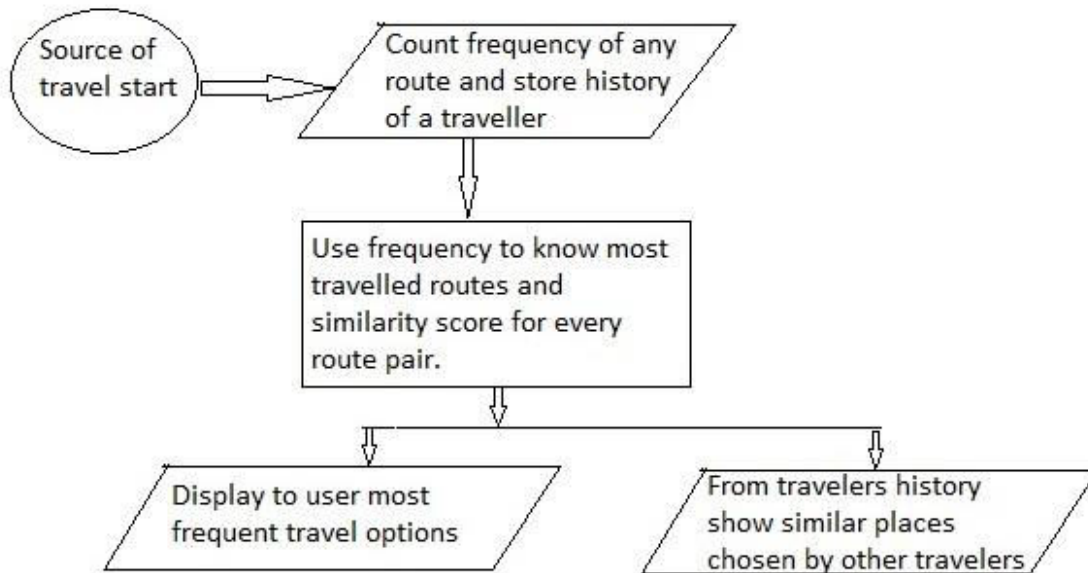 Source of
travel start
Count frequency of any
route and store history
of a traveller
Use frequency to know most
travelled routes and
similarity score for every
route pair.
Display to user most
frequent travel options
From travelers history
show similar places
chosen by other travelers